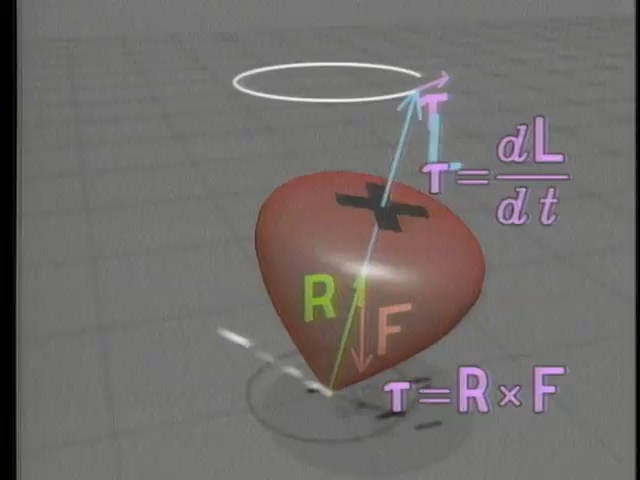 τ
L
τ = dL/dt
R
F
τ = R × F